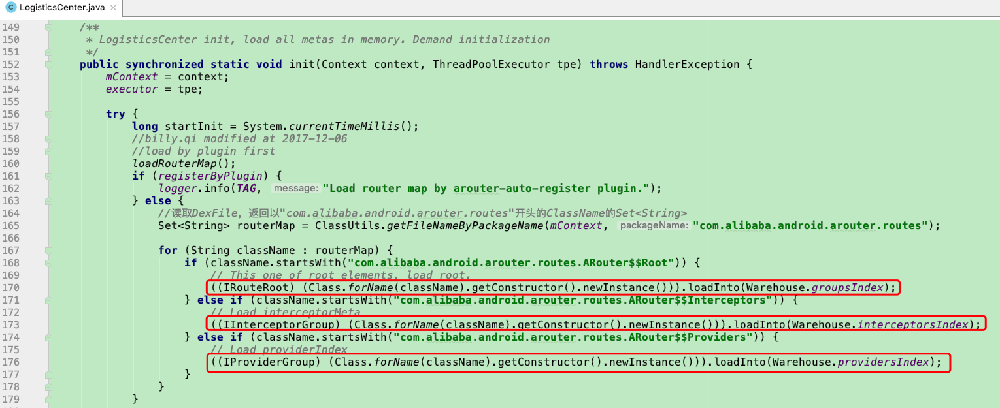 LogisticsCenter.java
149 /**
150 * LogisticsCenter init, load all metas in memory. Demand initialization
151 */
152 public synchronized static void init(Context context, ThreadPoolExecutor tpe) throws HandlerException {
153 mContext = context;
154 executor = tpe;
155
156 try {
157 long startInit = System.currentTimeMillis();
158 //billy.qi modified at 2017-12-06
159 //load by plugin first
160 loadRouterMap();
161 if (registerByPlugin) {
162 logger.info(TAG, message: "Load router map by arouter-auto-register plugin.");
163 } else {
164 //读取DexFile，返回以"com.alibaba.android.arouter.routes"开头的ClassName的Set<String>
165 Set<String> routerMap = ClassUtils.getFileNameByPackageName(mContext, packageName: "com.alibaba.android.arouter.routes");
166
167 for (String className : routerMap) {
168 if (className.startsWith("com.alibaba.android.arouter.routes.ARouter$$Root")) {
169 // This one of root elements, load root.
170 ((IRouteRoot) (Class.forName(className).getConstructor().newInstance())).loadInto(Warehouse.groupsIndex);
171 } else if (className.startsWith("com.alibaba.android.arouter.routes.ARouter$$Interceptors")) {
172 // Load interceptorMeta
173 ((IInterceptorGroup) (Class.forName(className).getConstructor().newInstance())).loadInto(Warehouse.interceptorsIndex);
174 } else if (className.startsWith("com.alibaba.android.arouter.routes.ARouter$$Providers")) {
175 // Load providerIndex
176 ((IProviderGroup) (Class.forName(className).getConstructor().newInstance())).loadInto(Warehouse.providersIndex);
177 }
178 }
179 }